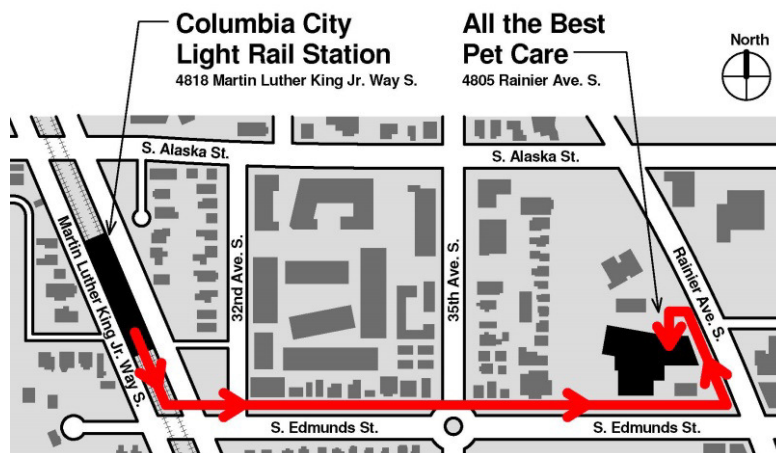 Columbia City
Light Rail Station
4818 Martin Luther King Jr. Way S.
All the Best
Pet Care
4805 Rainier Ave. S.
North
S. Alaska St.
S. Alaska St.
Martin Luther King Jr. Way S.
32nd Ave. S.
35th Ave. S.
Rainier Ave. S.
S. Edmunds St.
S. Edmunds St.